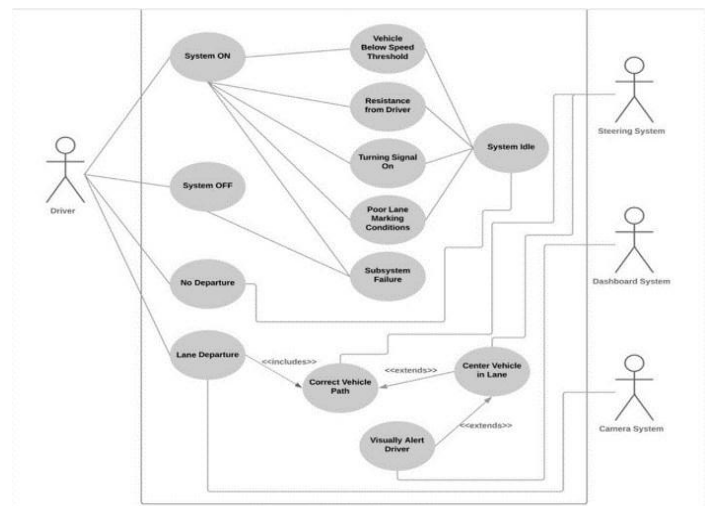 System ON
Vehicle
Below Speed
Threshold
Resistance
from Driver
Turning Signal
On
System Idle
Steering System
Driver
System OFF
Poor Lane
Marking
Conditions
No Departure
Subsystem
Failure
Dashboard System
Lane Departure
<<includes>>
Correct Vehicle
Path
<<extends>>
Center Vehicle
in Lane
<<extends>>
Visually Alert
Driver
Camera System